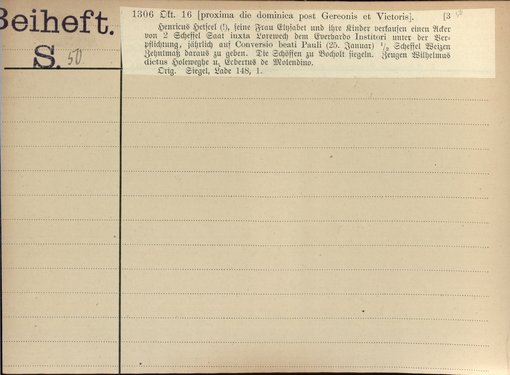 Beiheft.
S. 50
1306 Okt. 16 [proxima die dominica post Gereonis et Victoris]. [3
Henricus Hetseel (!), seine Frau Elysabet und ihre Kinder verkaufen einen Acker
von 2 Scheffel Saat iuxta Lorewech dem Everhardo Institori unter der Ver-
pflichtung, jährlich auf Conversio beati Pauli (25. Januar) 1/2 Scheffel Weizen
Zehntmaß daraus zu geben. Die Schöffen zu Bocholt siegeln. Zeugen Wilhelmus
dictus Holeweghe u. Ecbertus de Molendino.
Orig. Siegel, Lade 148, 1.